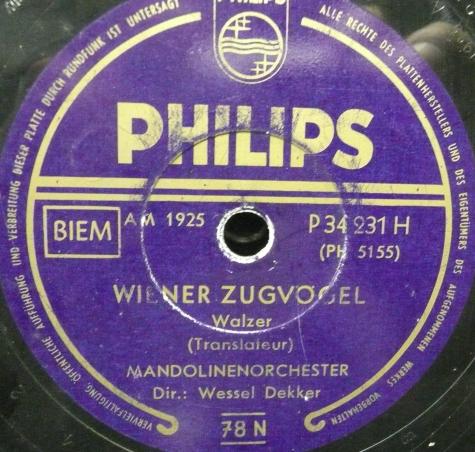 PHILIPS
PHILIPS
BIEM
AM 1925
P 34 231 H
(PH 5155)
WIENER ZUGVÖGEL
Walzer
(Translateur)
MANDOLINENORCHESTER
Dir.: Wessel Dekker
78 N
ALLE RECHTE DES PLATTENHERSTELLERS UND DES EIGENTÜMERS DES AUFGENOMMENEN WERKES VORBEHALTEN
VERVIELFÄLTIGUNG, ÖFFENTLICHE AUFFÜHRUNG UND VERBREITUNG DIESER PLATTE DURCH RUNDFUNK IST UNTERSAGT